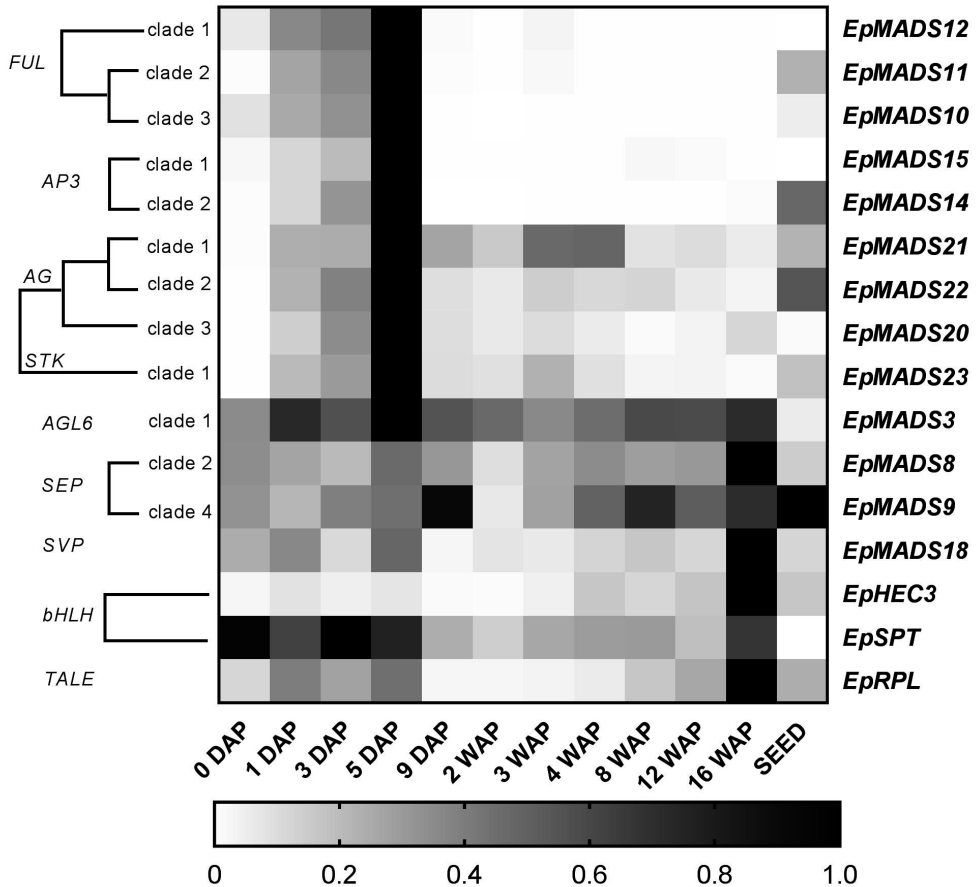 clade 1 EpMADS12
FUL
clade 2 EpMADS11
clade 3 EpMADS10
clade 1 EpMADS15
AP3
clade 2 EpMADS14
clade 1 EpMADS21
AG
clade 2 EpMADS22
clade 3 EpMADS20
STK
clade 1 EpMADS23
AGL6 clade 1 EpMADS3
clade 2 EpMADS8
SEP
clade 4 EpMADS9
SVP EpMADS18
EpHEC3
bHLH
EpSPT
TALE EpRPL
0 DAP 1 DAP 3 DAP 5 DAP 9 DAP 2 WAP 3 WAP 4 WAP 8 WAP 12 WAP 16 WAP SEED
0 0.2 0.4 0.6 0.8 1.0